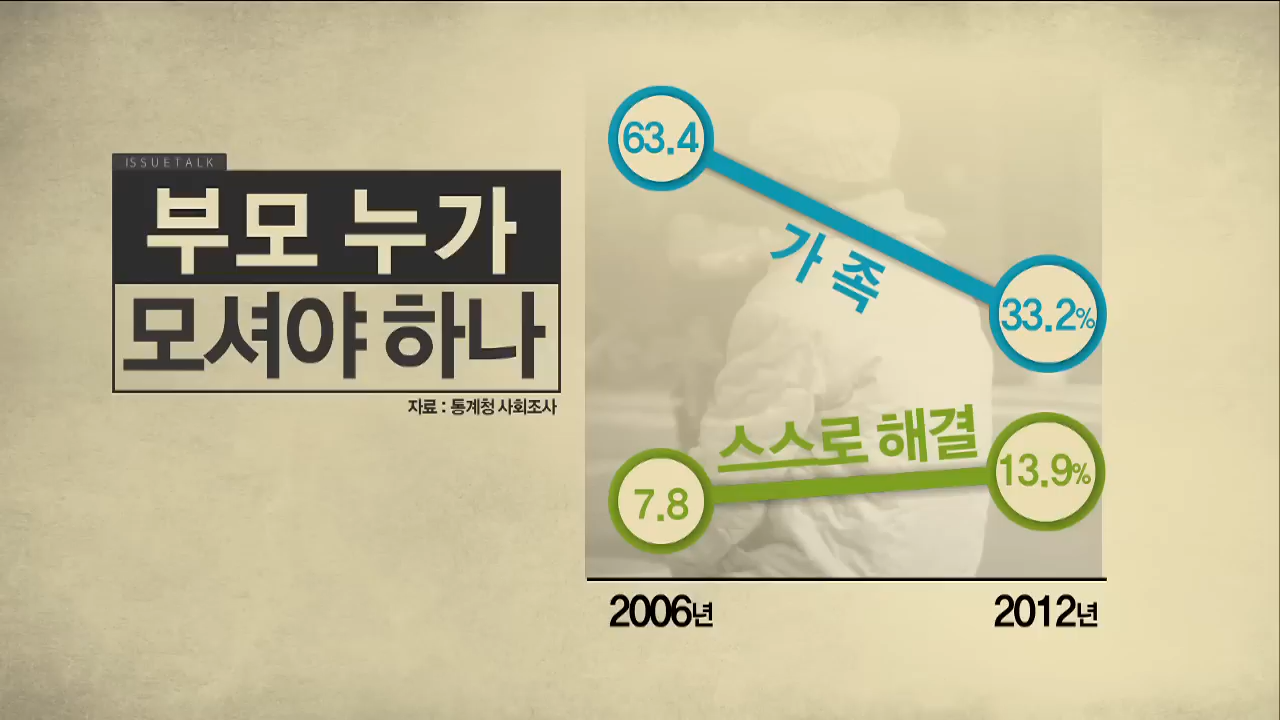 ISSUETALK
부모 누가
모셔야 하나
자료 : 통계청 사회조사
63.4
가족
33.2%
스스로 해결
7.8
13.9%
2006년
2012년